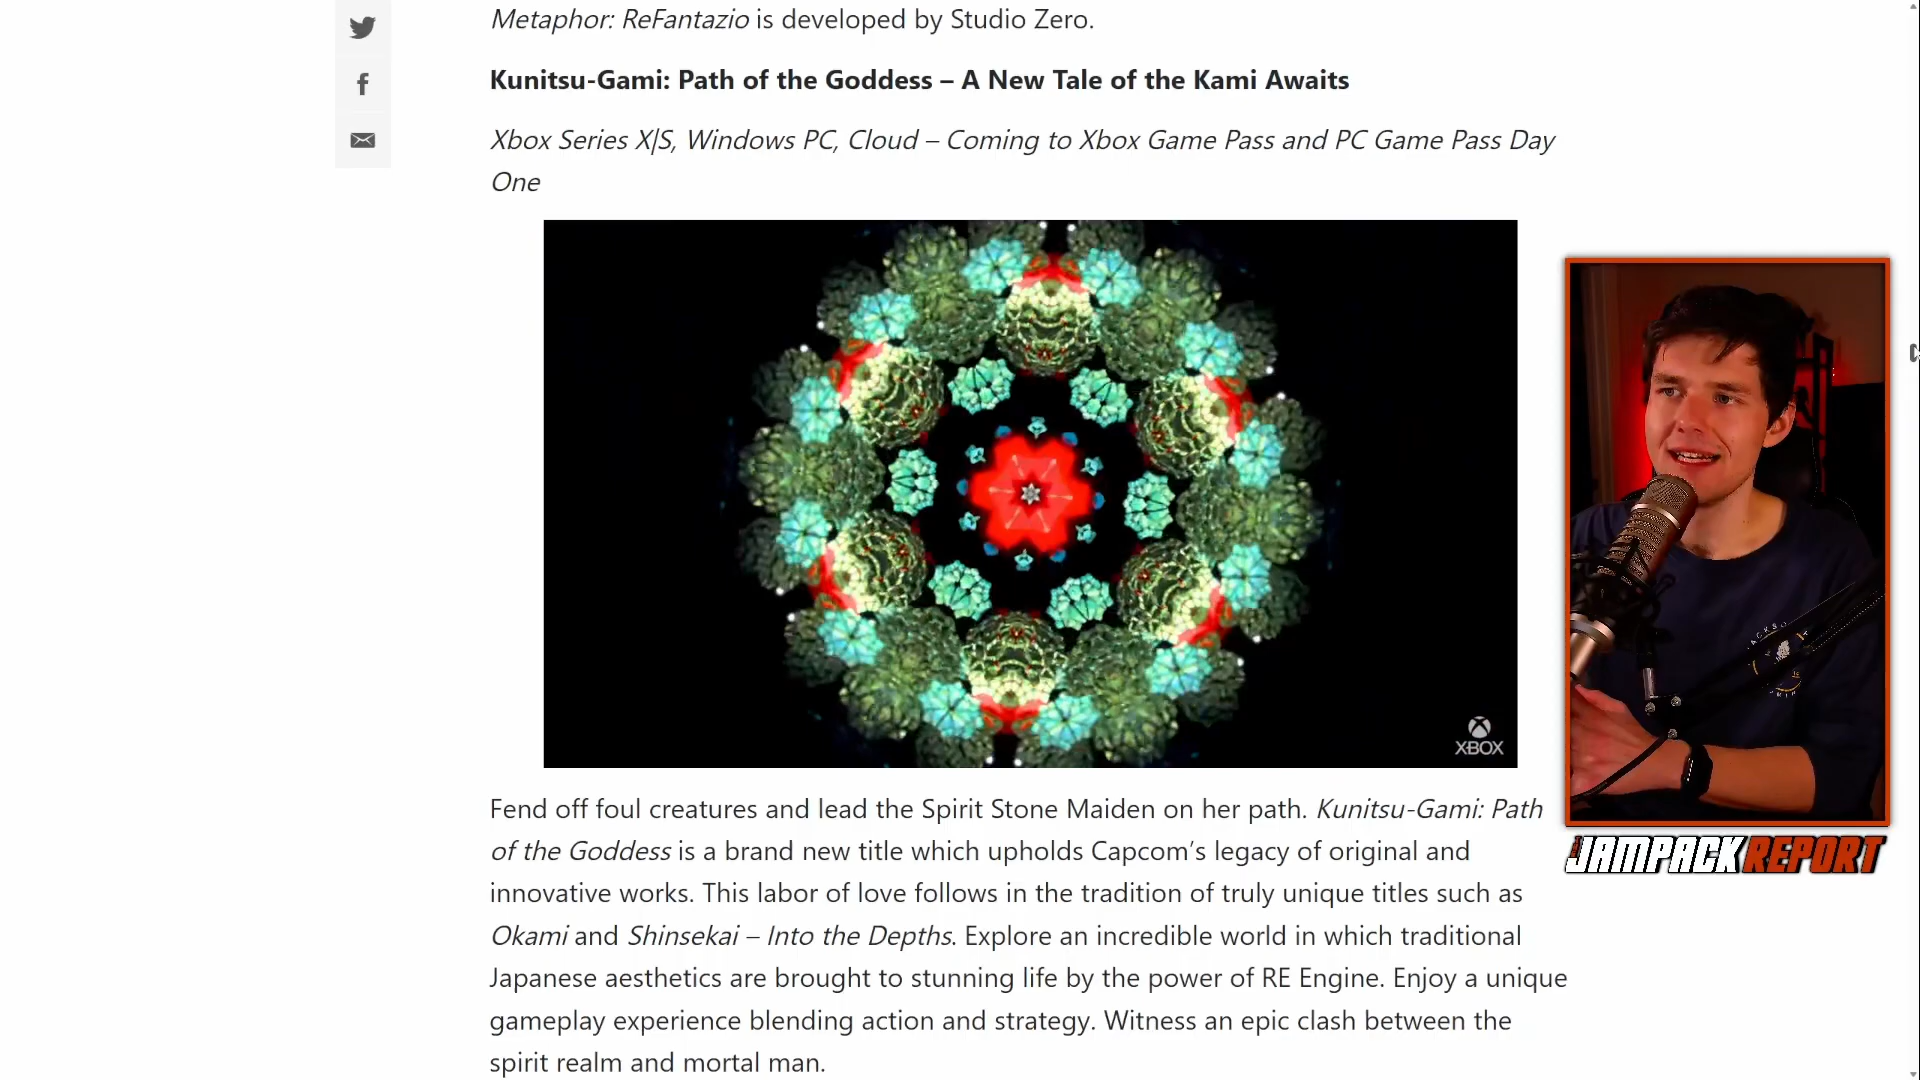 Metaphor: ReFantazio is developed by Studio Zero.
Kunitsu-Gami: Path of the Goddess – A New Tale of the Kami Awaits
Xbox Series X|S, Windows PC, Cloud – Coming to Xbox Game Pass and PC Game Pass Day
One
XBOX
Fend off foul creatures and lead the Spirit Stone Maiden on her path. Kunitsu-Gami: Path
of the Goddess is a brand new title which upholds Capcom’s legacy of original and
innovative works. This labor of love follows in the tradition of truly unique titles such as
Okami and Shinsekai – Into the Depths. Explore an incredible world in which traditional
Japanese aesthetics are brought to stunning life by the power of RE Engine. Enjoy a unique
gameplay experience blending action and strategy. Witness an epic clash between the
spirit realm and mortal man.
JAMPACK REPORT